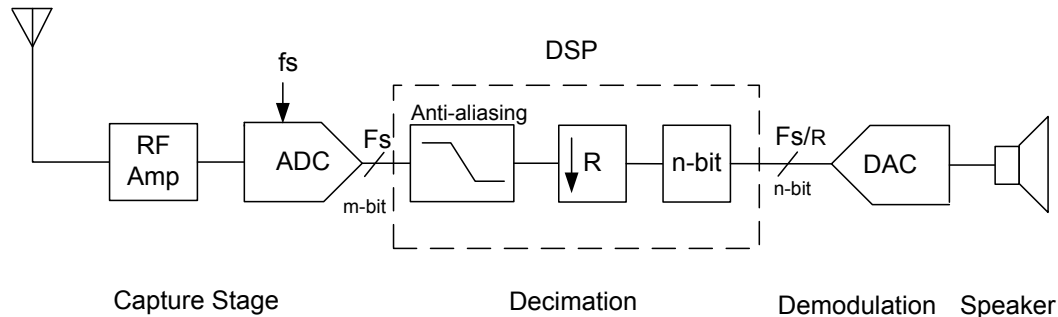 DSP
fs
Anti-aliasing
RF
Amp
ADC
Fs
m-bit
R
n-bit
Fs/R
n-bit
DAC
Capture Stage
Decimation
Demodulation
Speaker